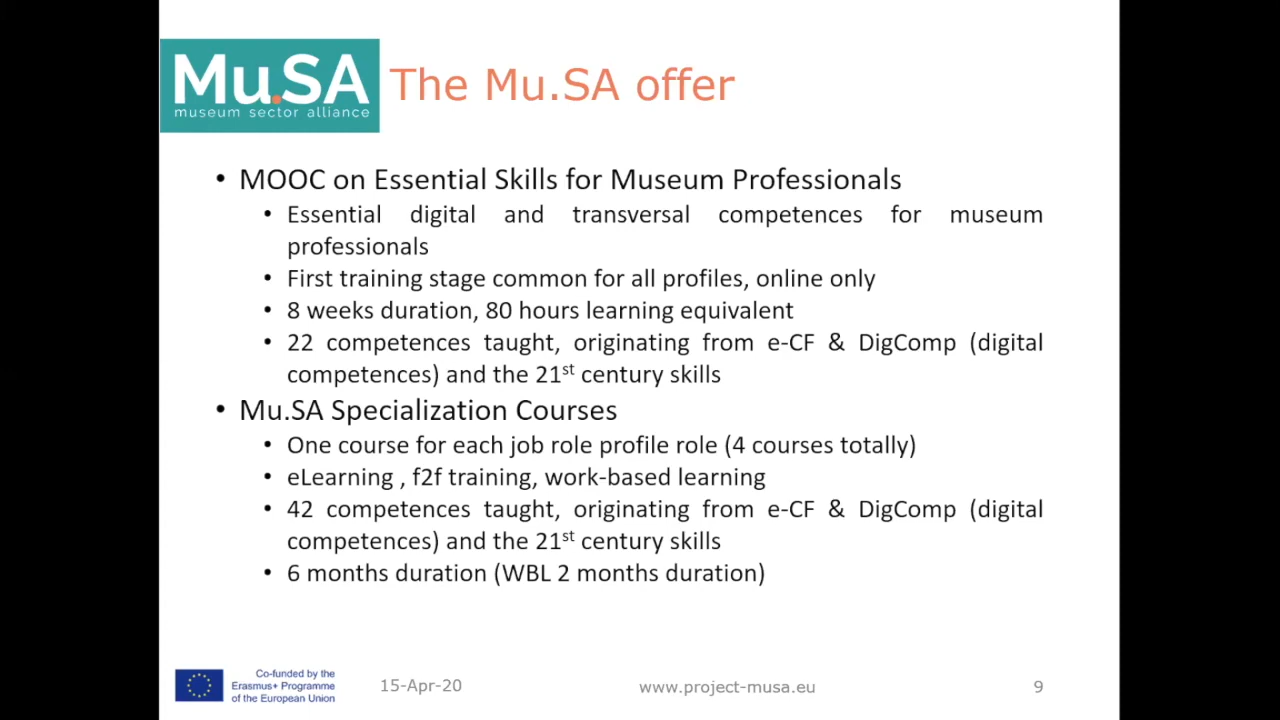 Mu.SA
museum sector alliance
The Mu.SA offer
• MOOC on Essential Skills for Museum Professionals
• Essential digital and transversal competences for museum
professionals
• First training stage common for all profiles, online only
• 8 weeks duration, 80 hours learning equivalent
• 22 competences taught, originating from e-CF & DigComp (digital
competences) and the 21st century skills
• Mu.SA Specialization Courses
• One course for each job role profile role (4 courses totally)
• eLearning , f2f training, work-based learning
• 42 competences taught, originating from e-CF & DigComp (digital
competences) and the 21st century skills
• 6 months duration (WBL 2 months duration)
Co-funded by the
Erasmus+ Programme
of the European Union
15-Apr-20
www.project-musa.eu
9